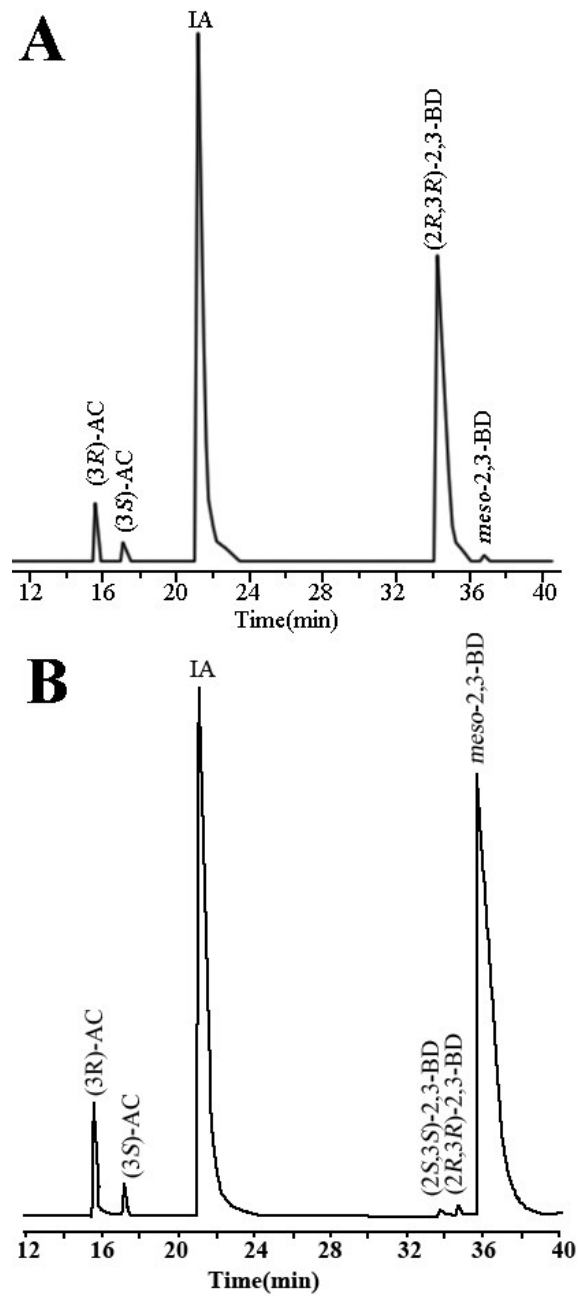 A
IA
(2R,3R)-2,3-BD
(3R)-AC
(3S)-AC
meso-2,3-BD
12 16 20 24 28 32 36 40
Time(min)
B
IA
meso-2,3-BD
(3R)-AC
(3S)-AC
(2S,3S)-2,3-BD
(2R,3R)-2,3-BD
12 16 20 24 28 32 36 40
Time(min)